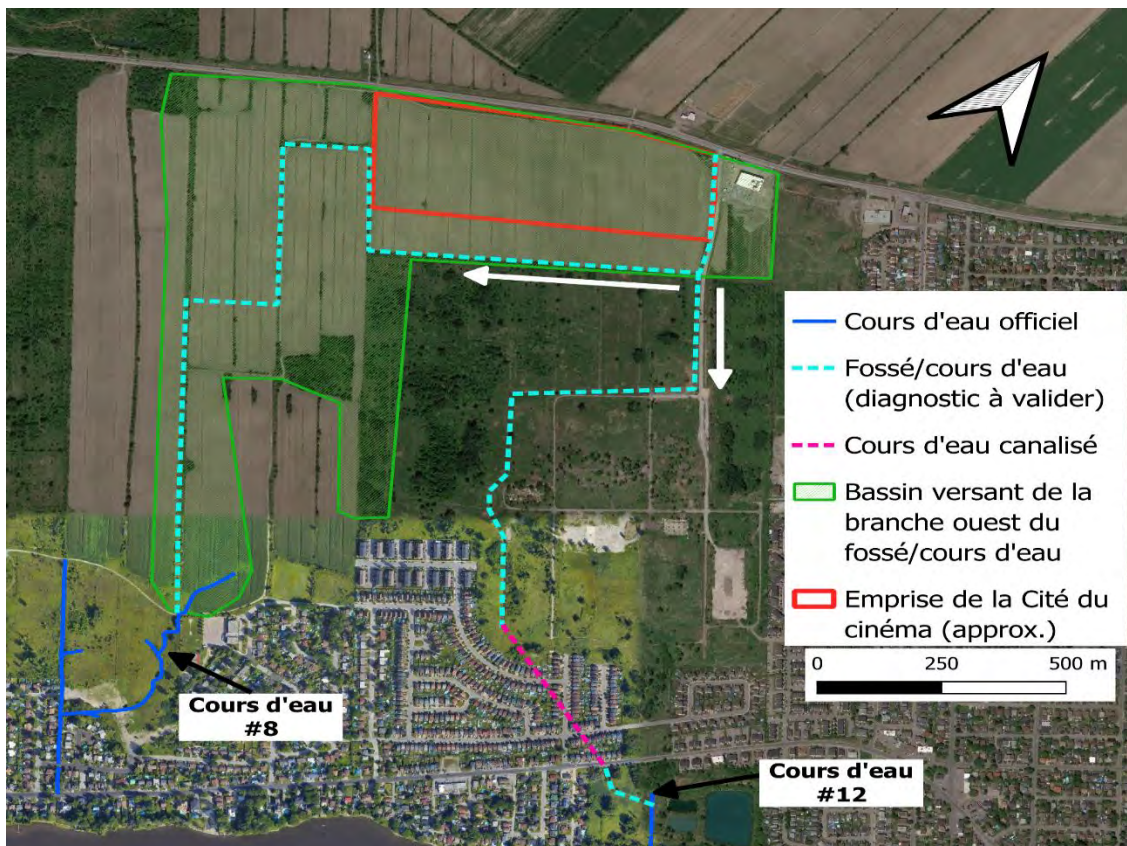 Cours d'eau officiel
Fossé/cours d'eau
(diagnostic à valider)
Cours d'eau canalisé
Bassin versant de la
branche ouest du
fossé/cours d'eau
Emprise de la Cité du
cinéma (approx.)
0 250 500 m
Cours d'eau
#8
Cours d'eau
#12